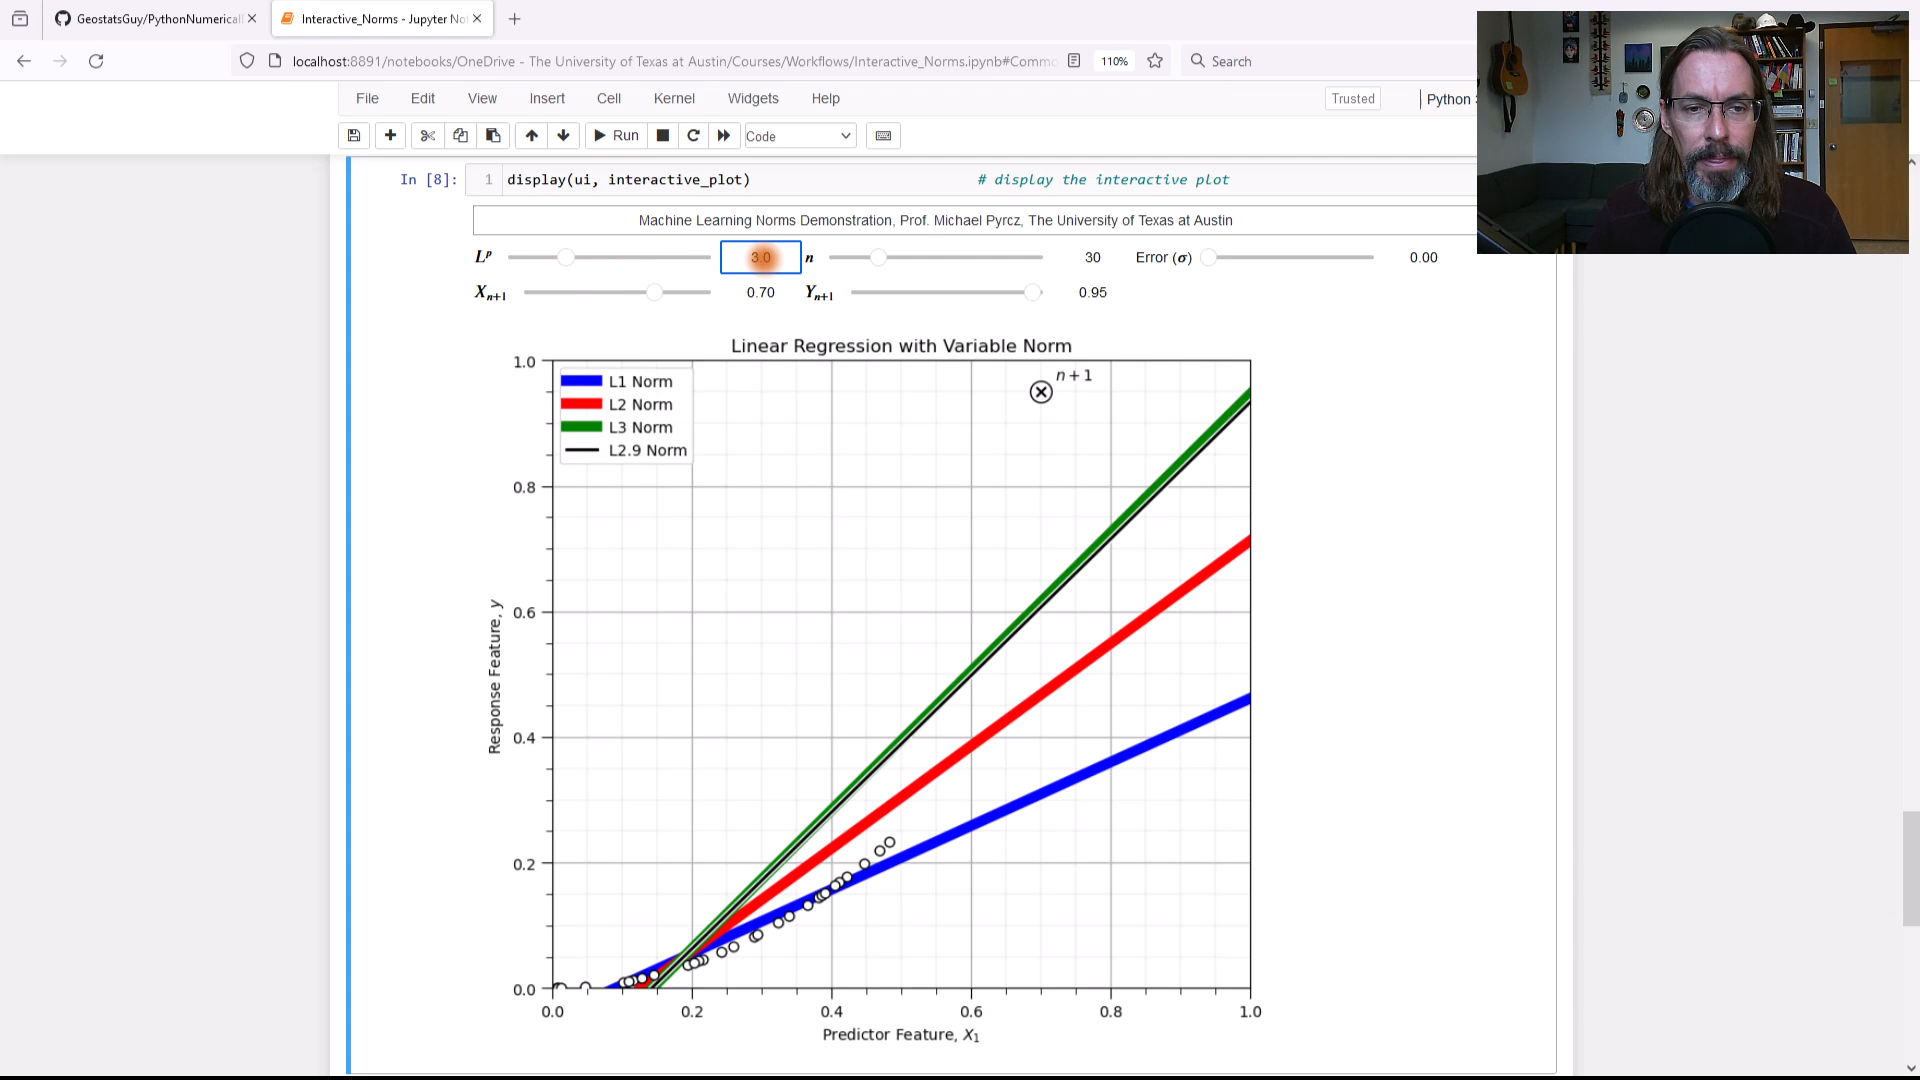 GeostatsGuy/PythonNumerical
Interactive_Norms - Jupyter No
localhost:8891/notebooks/OneDrive - The University of Texas at Austin/Courses/Workflows/Interactive_Norms.ipynb#Commo
110%
Search
File Edit View Insert Cell Kernel Widgets Help
Trusted
Python 3
Run
Code
In [8]:
1 display(ui, interactive_plot) # display the interactive plot
Machine Learning Norms Demonstration, Prof. Michael Pyrcz, The University of Texas at Austin
Lᵖ 3.0 n 30 Error (σ) 0.00
Xₙ₊₁ 0.70 Yₙ₊₁ 0.95
Linear Regression with Variable Norm
1.0
n + 1
L1 Norm
L2 Norm
L3 Norm
L2.9 Norm
0.8
0.6
Response Feature, y
0.4
0.2
0.0
0.0 0.2 0.4 0.6 0.8 1.0
Predictor Feature, X₁